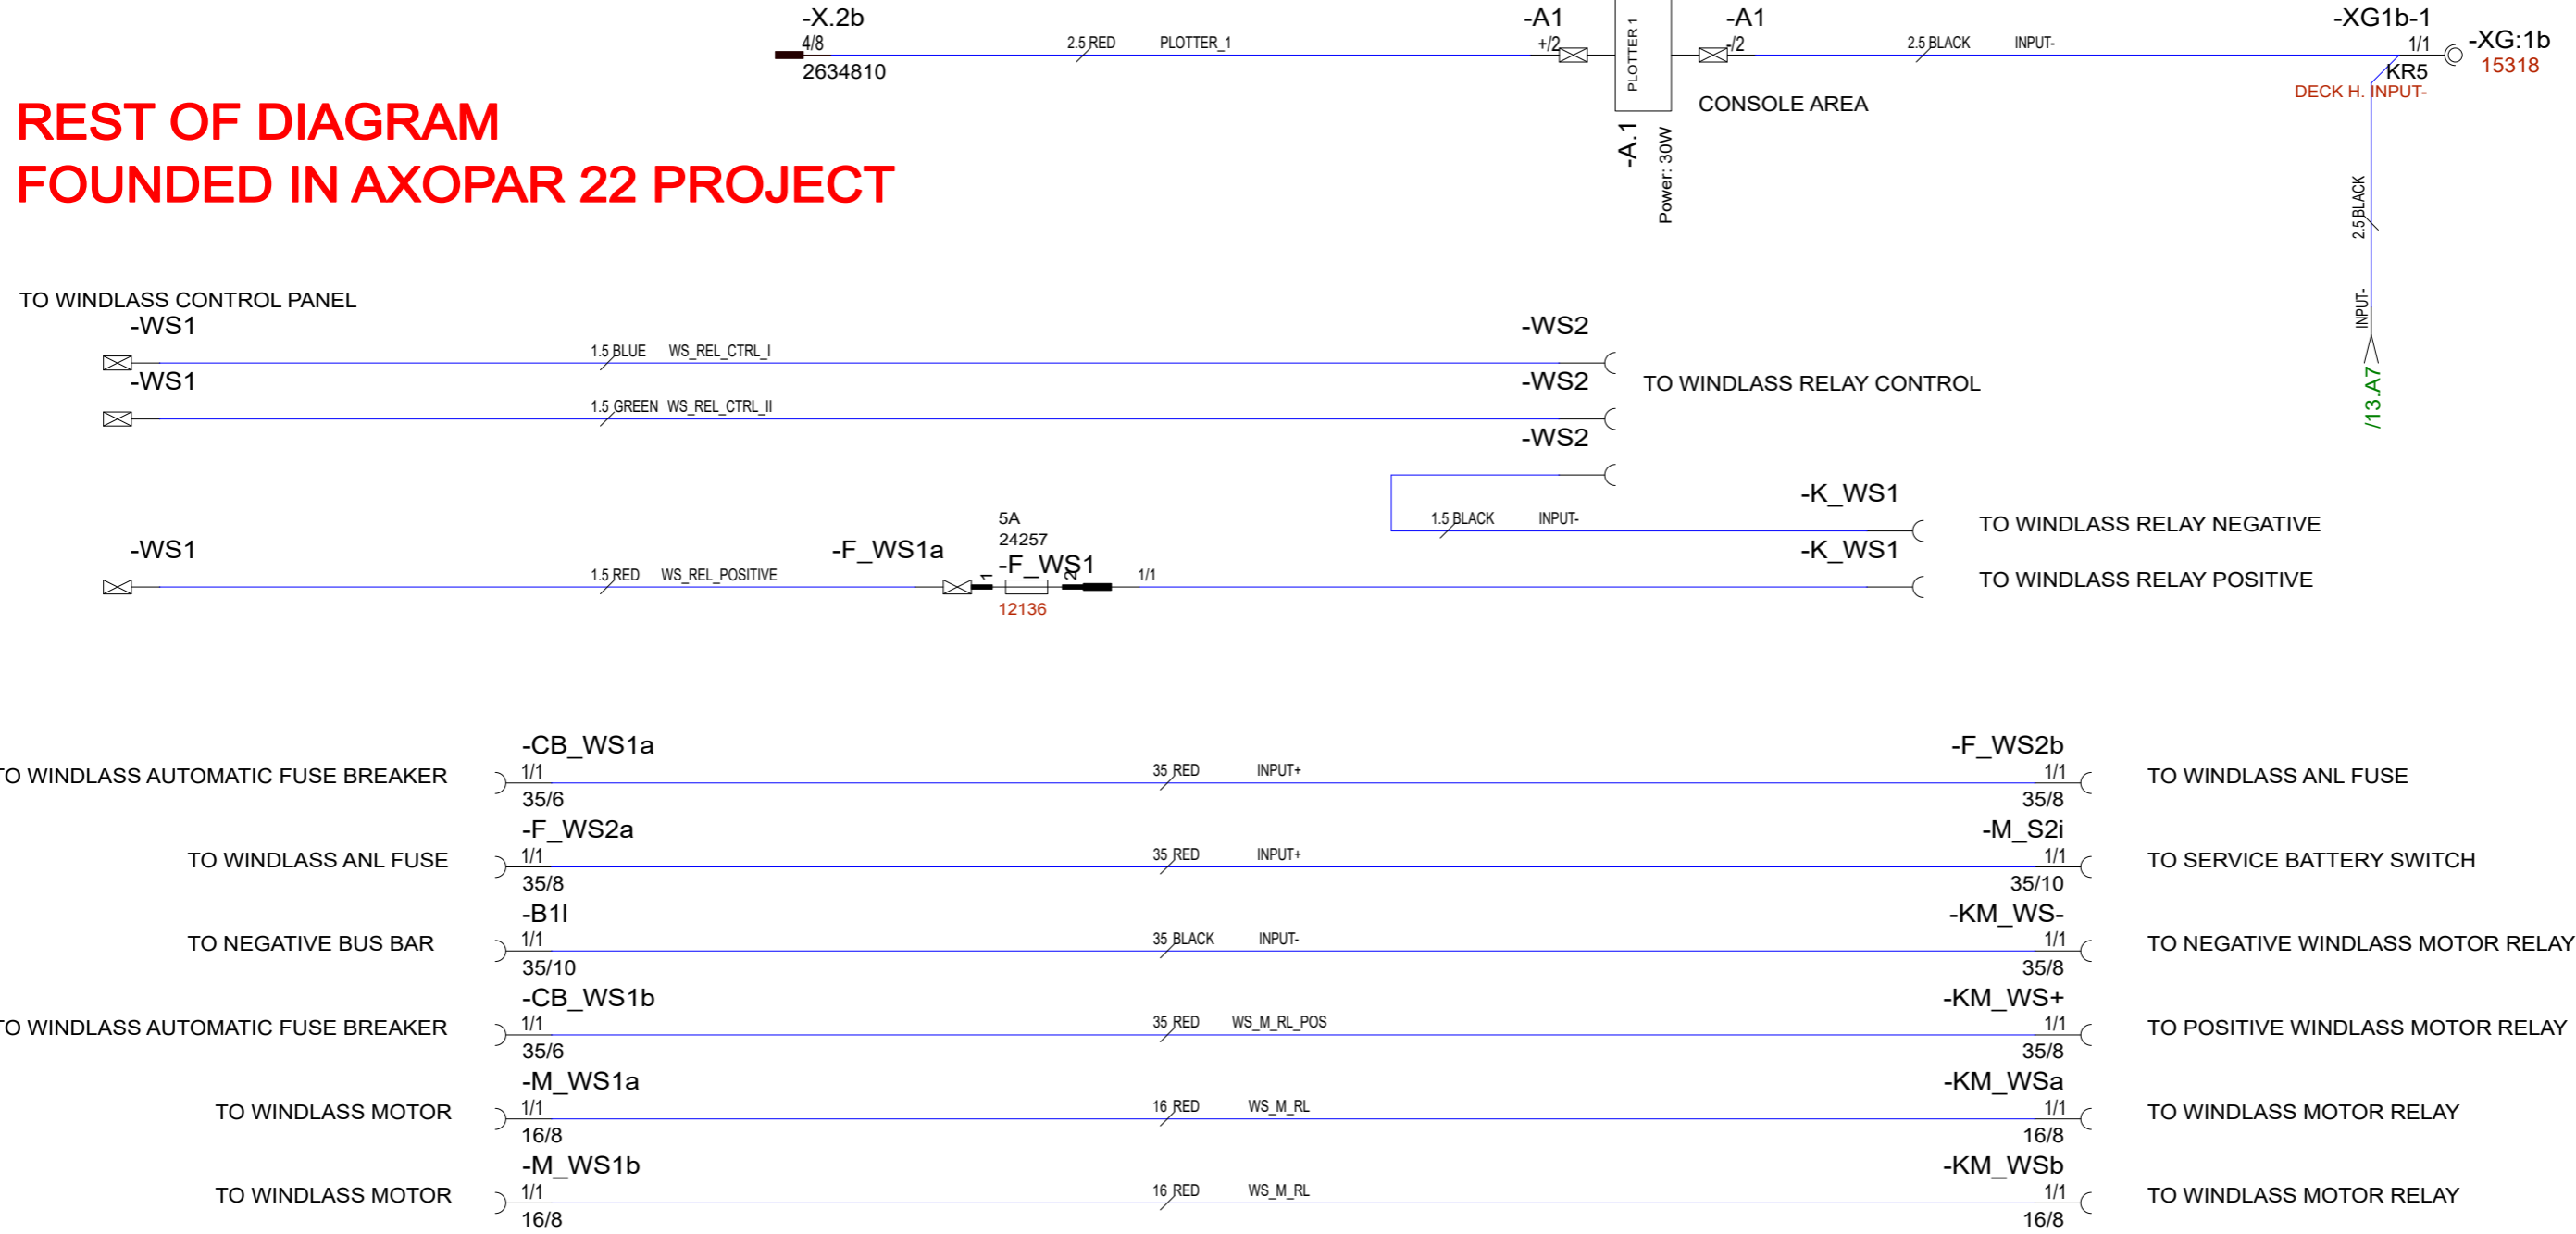 -X.2b
4/8
2634810
2.5 RED PLOTTER_1
-A1
+/2
PLOTTER 1
-A.1
Power: 30W
-A1
-/2
CONSOLE AREA
2.5 BLACK INPUT-
-XG1b-1
1/1
-XG:1b
15318
KR5
DECK H. INPUT-
2.5 BLACK
INPUT-
/13.A7
REST OF DIAGRAM
FOUNDED IN AXOPAR 22 PROJECT
TO WINDLASS CONTROL PANEL
-WS1
1.5 BLUE WS_REL_CTRL_I
-WS2
-WS1
1.5 GREEN WS_REL_CTRL_II
-WS2
TO WINDLASS RELAY CONTROL
-WS2
1.5 BLACK INPUT-
-K_WS1
TO WINDLASS RELAY NEGATIVE
-WS1
1.5 RED WS_REL_POSITIVE
-F_WS1a
5A
24257
-F_WS1
1
2
12136
1/1
-K_WS1
TO WINDLASS RELAY POSITIVE
TO WINDLASS AUTOMATIC FUSE BREAKER
-CB_WS1a
1/1
35/6
35 RED INPUT+
-F_WS2b
1/1
35/8
TO WINDLASS ANL FUSE
TO WINDLASS ANL FUSE
-F_WS2a
1/1
35/8
35 RED INPUT+
-M_S2i
1/1
35/10
TO SERVICE BATTERY SWITCH
TO NEGATIVE BUS BAR
-B1l
1/1
35/10
35 BLACK INPUT-
-KM_WS-
1/1
35/8
TO NEGATIVE WINDLASS MOTOR RELAY
TO WINDLASS AUTOMATIC FUSE BREAKER
-CB_WS1b
1/1
35/6
35 RED WS_M_RL_POS
-KM_WS+
1/1
35/8
TO POSITIVE WINDLASS MOTOR RELAY
TO WINDLASS MOTOR
-M_WS1a
1/1
16/8
16 RED WS_M_RL
-KM_WSa
1/1
16/8
TO WINDLASS MOTOR RELAY
TO WINDLASS MOTOR
-M_WS1b
1/1
16/8
16 RED WS_M_RL
-KM_WSb
1/1
16/8
TO WINDLASS MOTOR RELAY